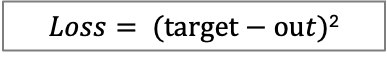 Loss = (target − out)²